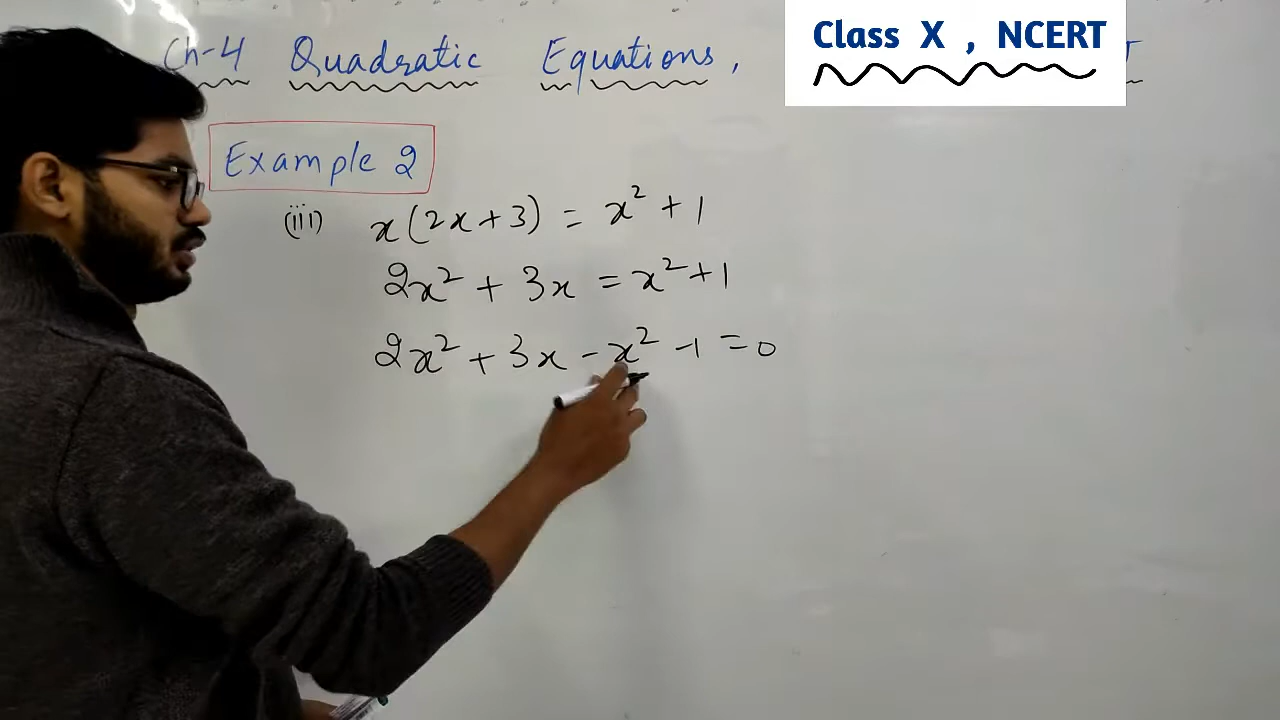 Ch-4 Quadratic Equations,
Class X , NCERT
Example 2
(iii) x(2x+3) = x² + 1
2x² + 3x = x² + 1
2x² + 3x - x² - 1 = 0